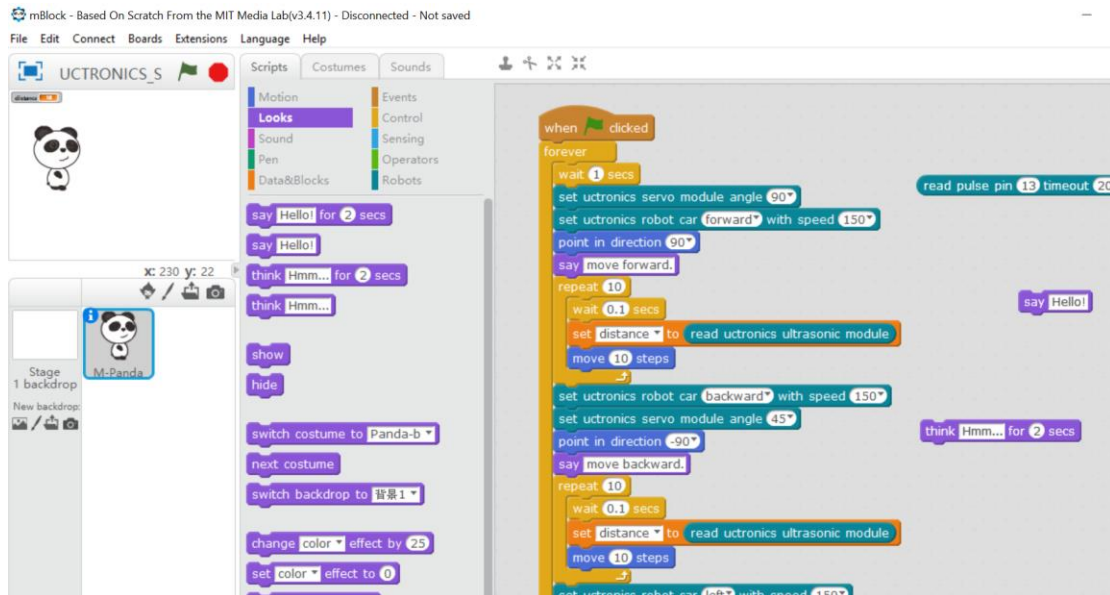 mBlock - Based On Scratch From the MIT Media Lab(v3.4.11) - Disconnected - Not saved
File Edit Connect Boards Extensions Language Help
UCTRONICS_S
distance
x: 230 y: 22
Stage
1 backdrop
New backdrop:
M-Panda
Scripts Costumes Sounds
Motion Events
Looks Control
Sound Sensing
Pen Operators
Data&Blocks Robots
say Hello! for 2 secs
say Hello!
think Hmm... for 2 secs
think Hmm...
show
hide
switch costume to Panda-b
next costume
switch backdrop to 背景1
change color effect by 25
set color effect to 0
when clicked
forever
wait 1 secs
set uctronics servo module angle 90
set uctronics robot car forward with speed 150
point in direction 90
say move forward.
repeat 10
wait 0.1 secs
set distance to read uctronics ultrasonic module
move 10 steps
set uctronics robot car backward with speed 150
set uctronics servo module angle 45
point in direction -90
say move backward.
repeat 10
wait 0.1 secs
set distance to read uctronics ultrasonic module
move 10 steps
set uctronics robot car left with speed 150
read pulse pin 13 timeout 20
say Hello!
think Hmm... for 2 secs